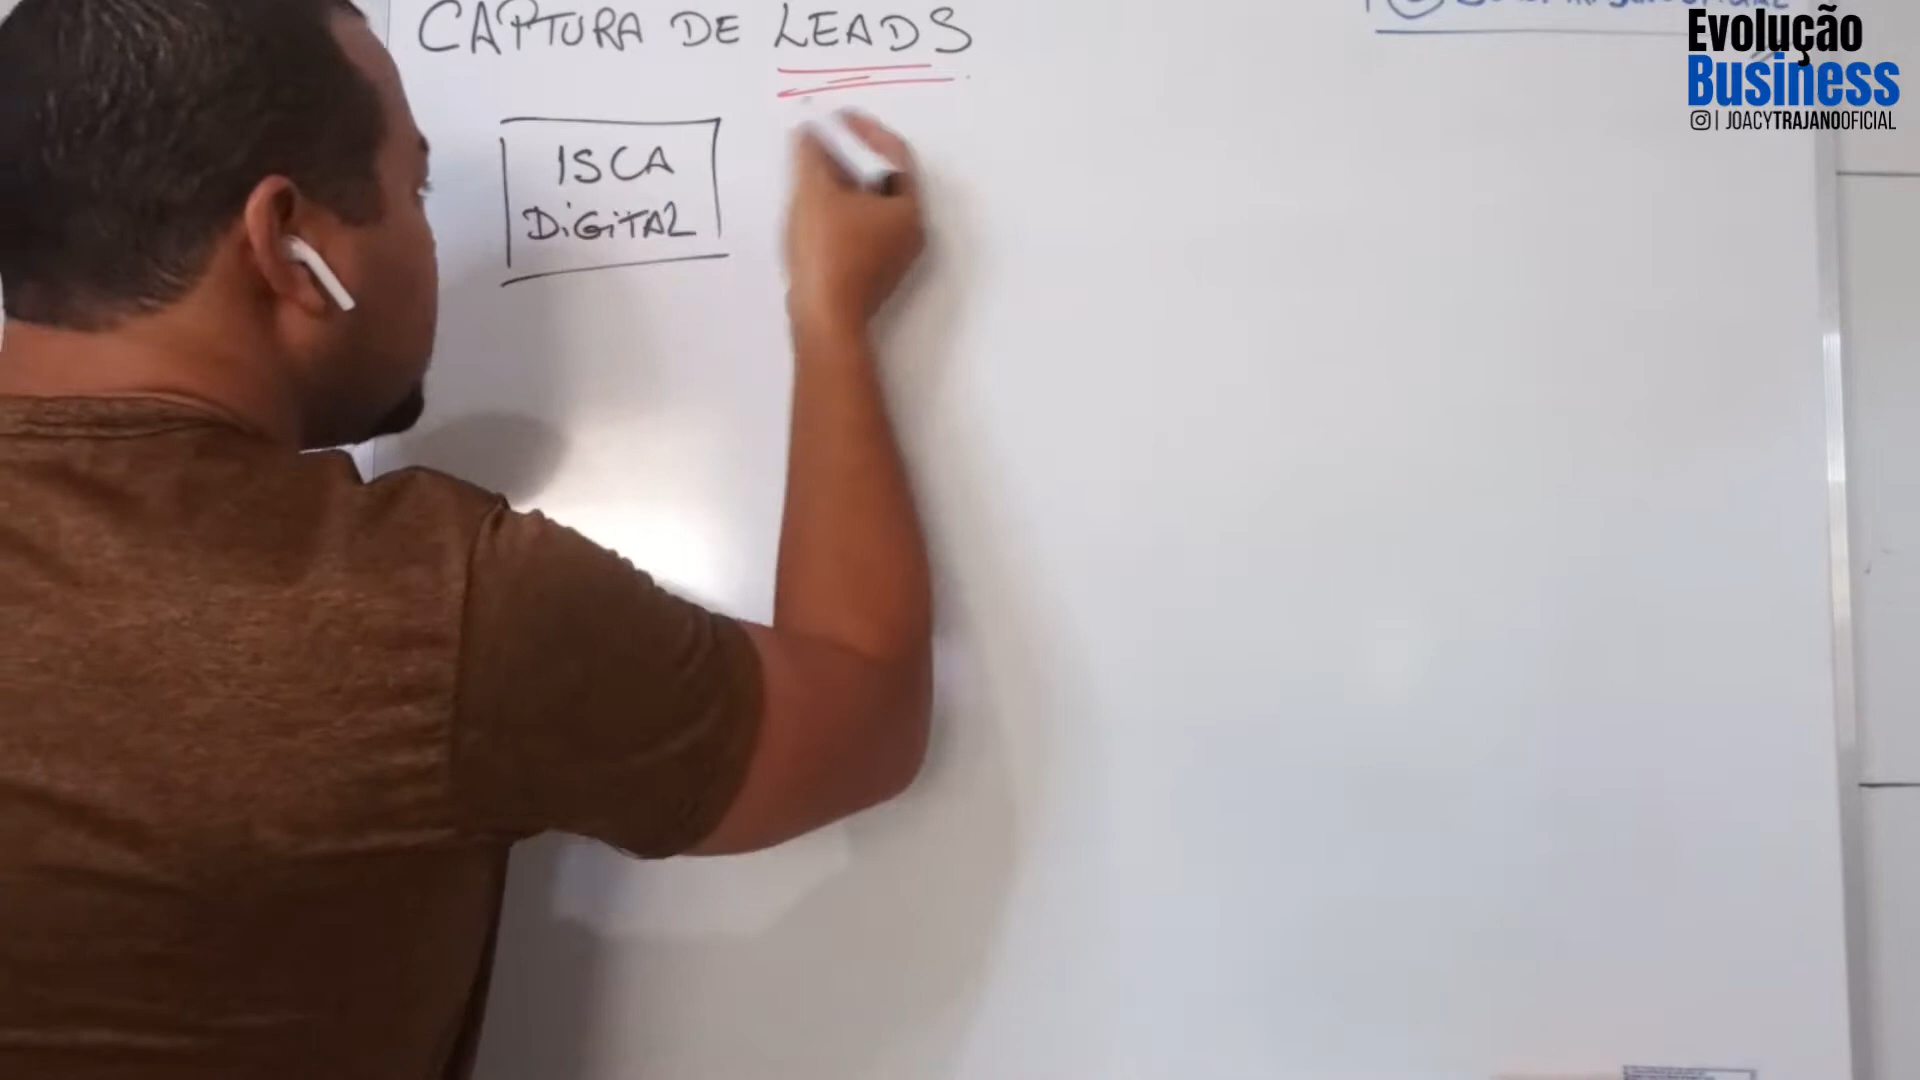 CAPTURA DE LEADS
ISCA
DiGiTAL
Evolução
Business
| JOACYTRAJANOOFICIAL